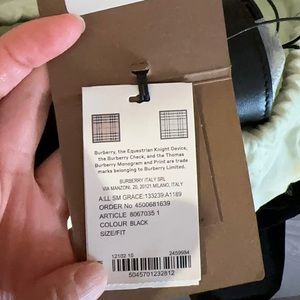 Burberry, the Equestrian Knight Device,
the Burberry Check, and the Thomas
Burberry Monogram and Print are trade
marks belonging to Burberry Limited.
BURBERRY ITALY SRL
VIA MANZONI, 20, 20121, MILANO, ITALY
A:LL SM GRACE:133239:A1189
ORDER No. 4500681639
ARTICLE 8067035 1
COLOUR BLACK
SIZE/FIT
12102 10 2459994
5045701232812